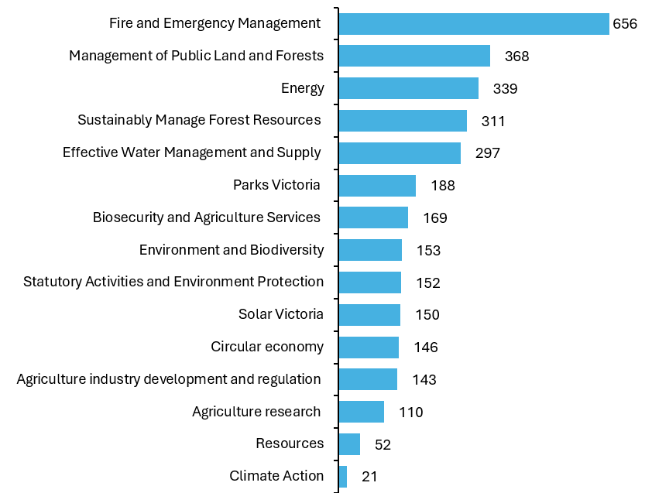 Fire and Emergency Management 656
Management of Public Land and Forests 368
Energy 339
Sustainably Manage Forest Resources 311
Effective Water Management and Supply 297
Parks Victoria 188
Biosecurity and Agriculture Services 169
Environment and Biodiversity 153
Statutory Activities and Environment Protection 152
Solar Victoria 150
Circular economy 146
Agriculture industry development and regulation 143
Agriculture research 110
Resources 52
Climate Action 21